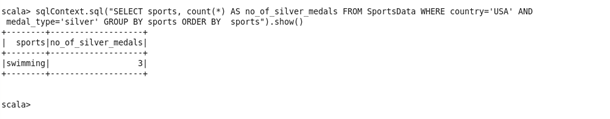 scala> sqlContext.sql("SELECT sports, count(*) AS no_of_silver_medals FROM SportsData WHERE country='USA' AND
 medal_type='silver' GROUP BY sports ORDER BY  sports").show()
+--------+-------------------+
|  sports|no_of_silver_medals|
+--------+-------------------+
|swimming|                  3|
+--------+-------------------+
scala>